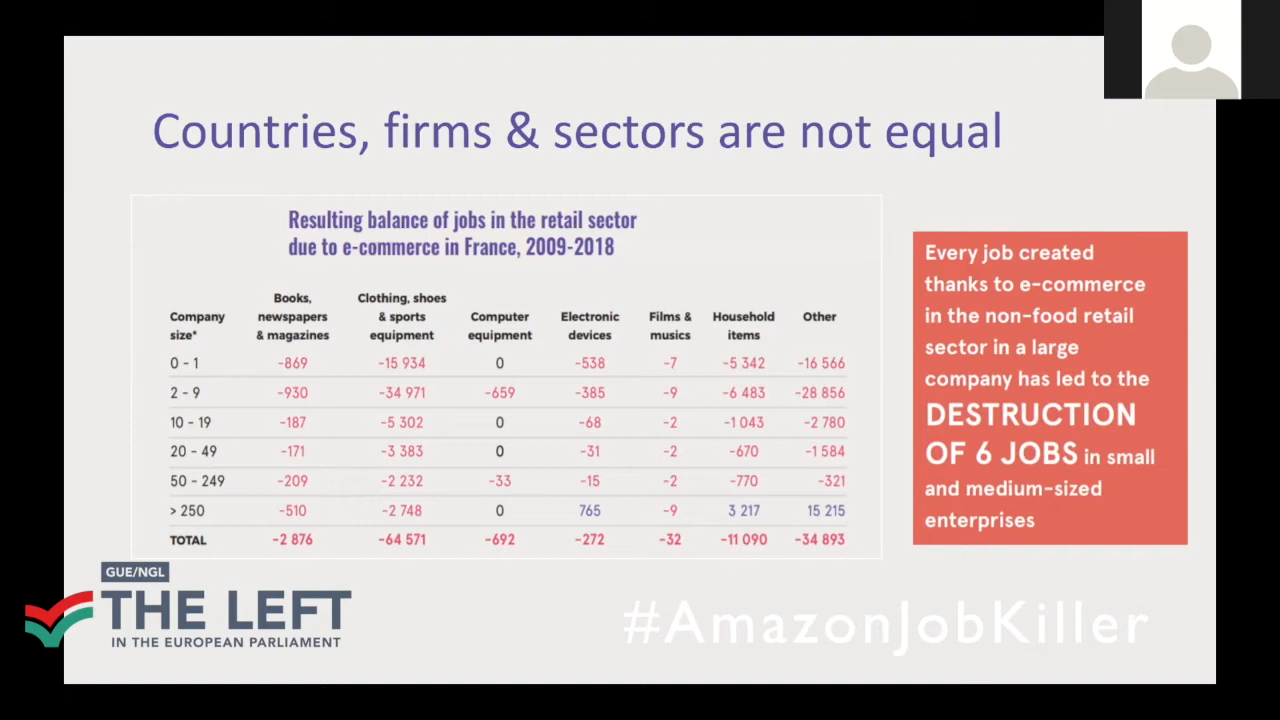 Countries, firms & sectors are not equal
Resulting balance of jobs in the retail sector
due to e-commerce in France, 2009-2018
Company size* Books, newspapers & magazines Clothing, shoes & sports equipment Computer equipment Electronic devices Films & musics Household items Other
0 - 1 -869 -15 934 0 -538 -7 -5 342 -16 566
2 - 9 -930 -34 971 -659 -385 -9 -6 483 -28 856
10 - 19 -187 -5 302 0 -68 -2 -1 043 -2 780
20 - 49 -171 -3 383 0 -31 -2 -670 -1 584
50 - 249 -209 -2 232 -33 -15 -2 -770 -321
> 250 -510 -2 748 0 765 -9 3 217 15 215
TOTAL -2 876 -64 571 -692 -272 -32 -11 090 -34 893
Every job created
thanks to e-commerce
in the non-food retail
sector in a large
company has led to the
DESTRUCTION
OF 6 JOBS in small
and medium-sized
enterprises
GUE/NGL
THE LEFT
IN THE EUROPEAN PARLIAMENT
#AmazonJobKiller